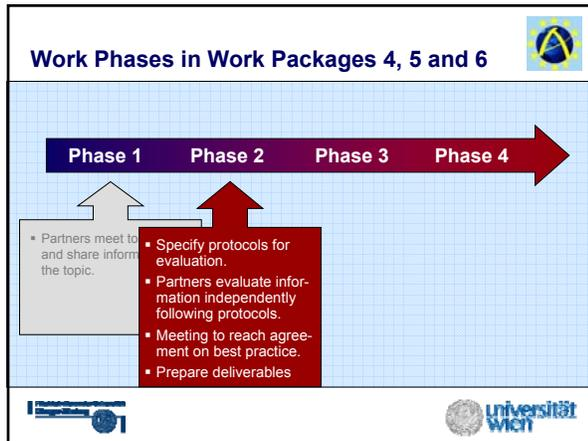 Work Phases in Work Packages 4, 5 and 6
Phase 1 Phase 2 Phase 3 Phase 4
▪ Partners meet to
and share inform
the topic.
▪ Specify protocols for
evaluation.
▪ Partners evaluate infor-
mation independently
following protocols.
▪ Meeting to reach agree-
ment on best practice.
▪ Prepare deliverables
universität
wien